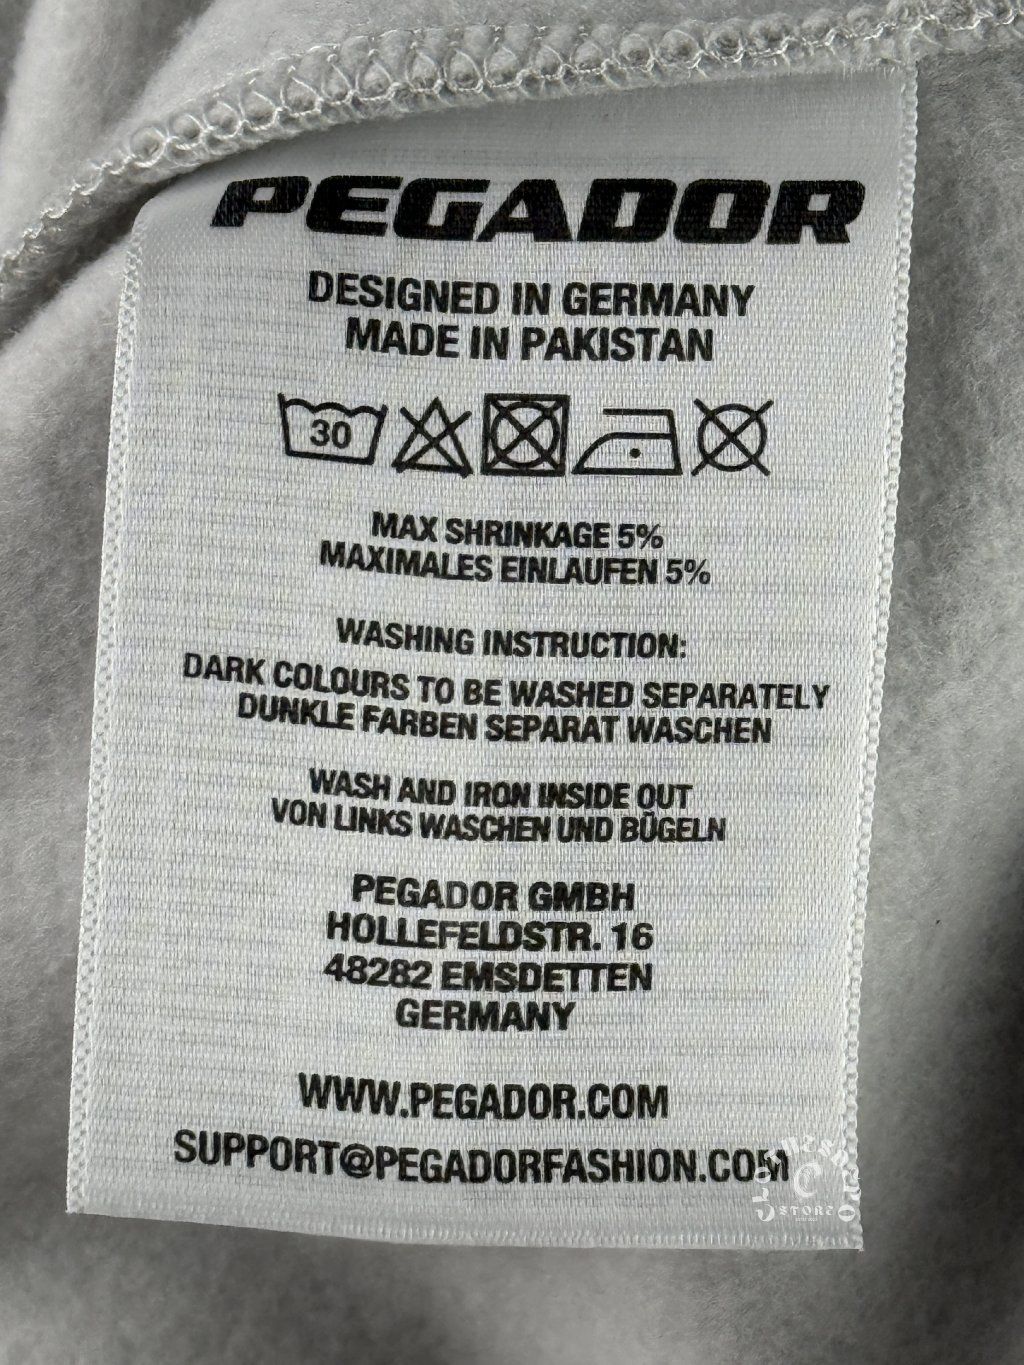 PEGADOR
DESIGNED IN GERMANY
MADE IN PAKISTAN
30
MAX SHRINKAGE 5%
MAXIMALES EINLAUFEN 5%
WASHING INSTRUCTION:
DARK COLOURS TO BE WASHED SEPARATELY
DUNKLE FARBEN SEPARAT WASCHEN
WASH AND IRON INSIDE OUT
VON LINKS WASCHEN UND BÜGELN
PEGADOR GMBH
HOLLEFELDSTR. 16
48282 EMSDETTEN
GERMANY
WWW.PEGADOR.COM
SUPPORT@PEGADORFASHION.COM
STORE